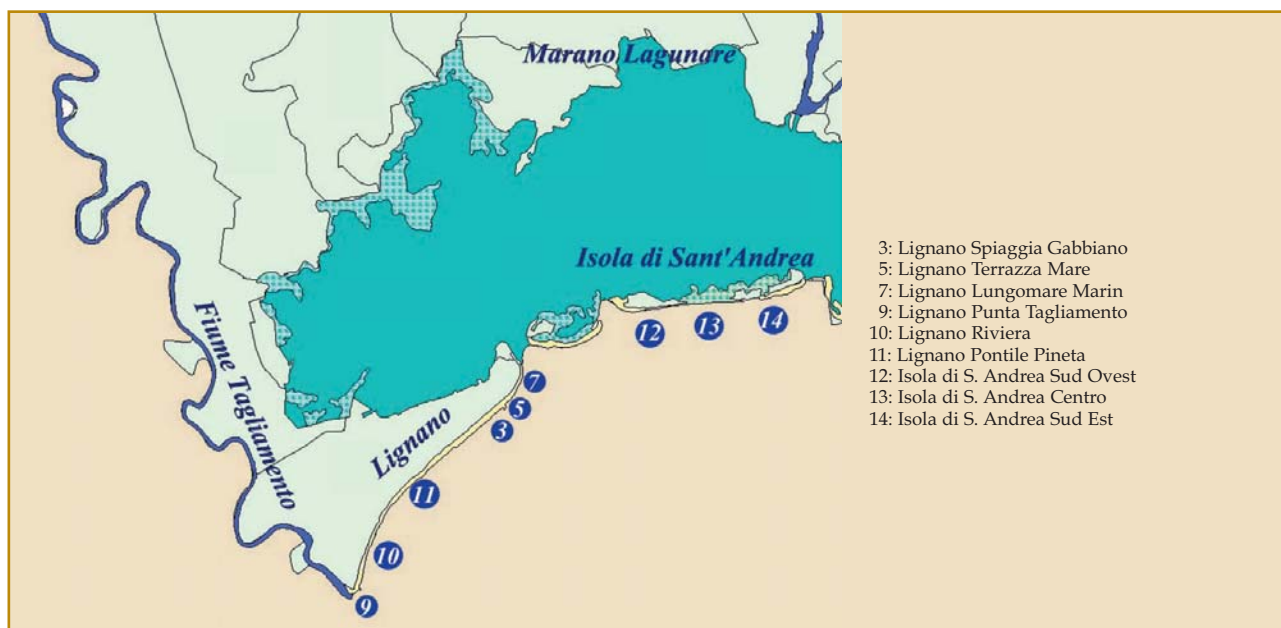 Marano Lagunare
Isola di Sant'Andrea
12
13
14
7
5
3
Fiume Tagliamento
Lignano
11
10
9
3: Lignano Spiaggia Gabbiano
5: Lignano Terrazza Mare
7: Lignano Lungomare Marin
9: Lignano Punta Tagliamento
10: Lignano Riviera
11: Lignano Pontile Pineta
12: Isola di S. Andrea Sud Ovest
13: Isola di S. Andrea Centro
14: Isola di S. Andrea Sud Est